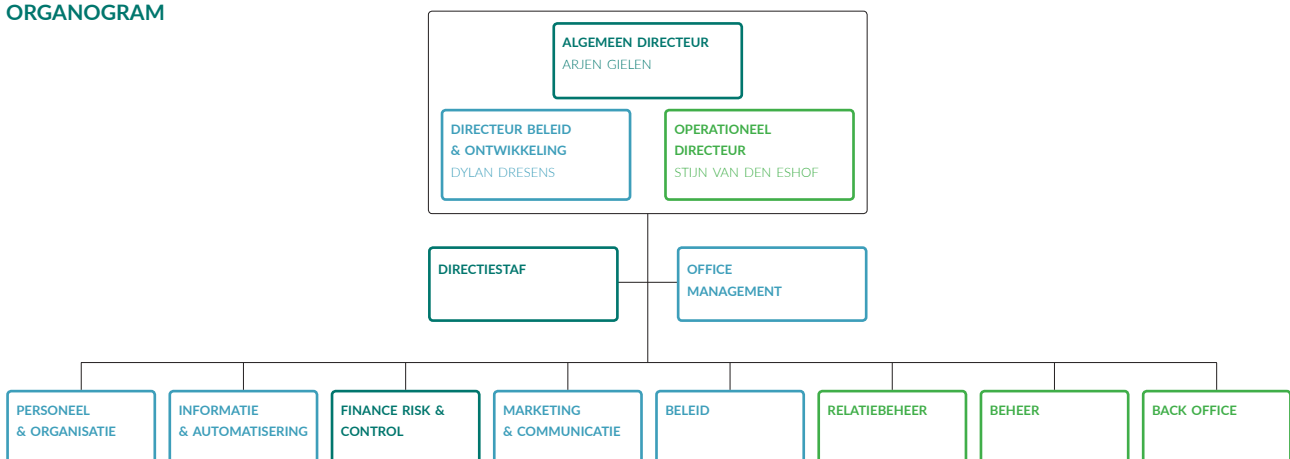 ORGANOGRAM
ALGEMEEN DIRECTEUR
ARJEN GIELEN
DIRECTEUR BELEID
& ONTWIKKELING
DYLAN DRESENS
OPERATIONEEL
DIRECTEUR
STIJN VAN DEN ESHOF
DIRECTIESTAF
OFFICE
MANAGEMENT
PERSONEEL
& ORGANISATIE
INFORMATIE
& AUTOMATISERING
FINANCE RISK &
CONTROL
MARKETING
& COMMUNICATIE
BELEID
RELATIEBEHEER
BEHEER
BACK OFFICE